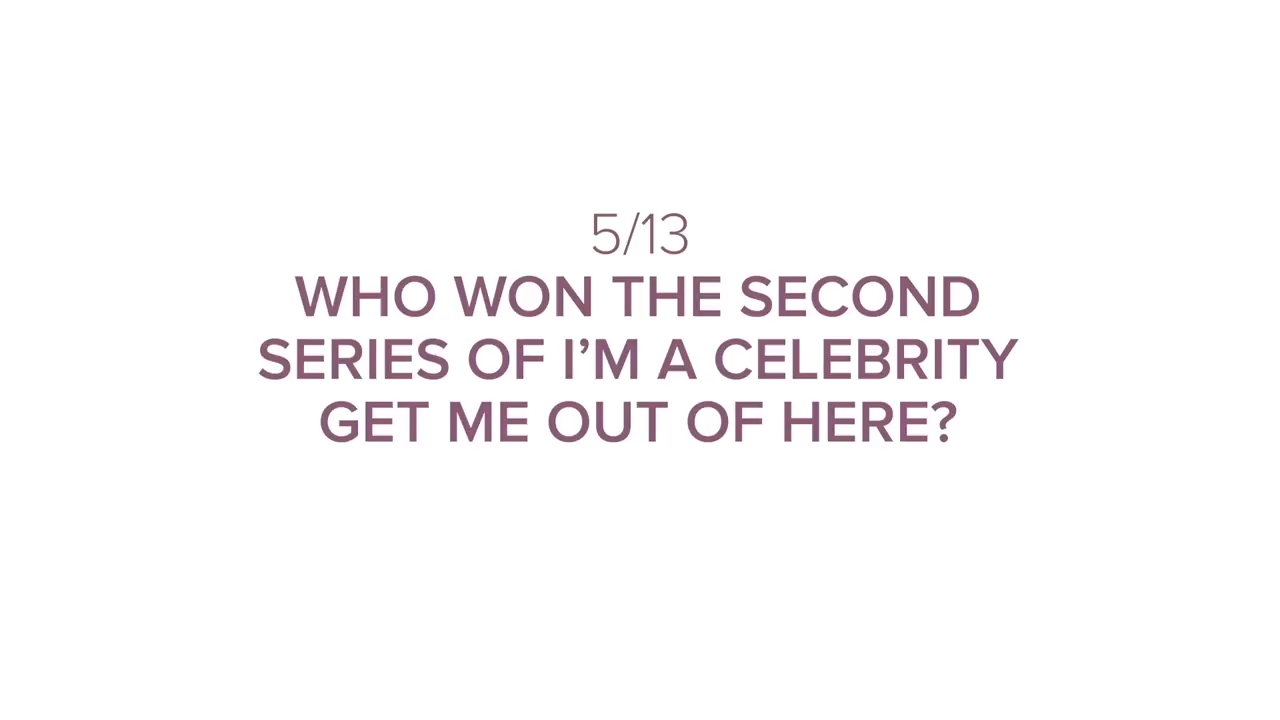 5/13
WHO WON THE SECOND
SERIES OF I’M A CELEBRITY
GET ME OUT OF HERE?